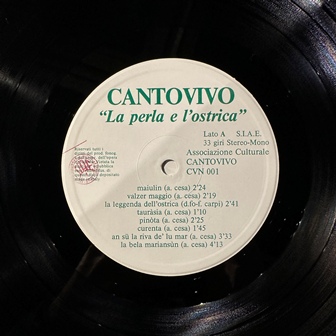 CANTOVIVO
"La perla e l'ostrica"
Lato A S.I.A.E.
33 giri Stereo-Mono
Associazione Culturale
CANTOVIVO
CVN 001
maiulin (a. cesa) 2'24
valzer maggio (a. cesa) 2'19
la leggenda dell'ostrica (d.fo-f. carpi) 2'41
tauràsia (a. cesa) 1'10
pinòta (a. cesa) 2'25
curenta (a. cesa) 1'45
an sü la riva de' lu mar (a. cesa) 3'33
la bela mariansùn (a. cesa) 4'13